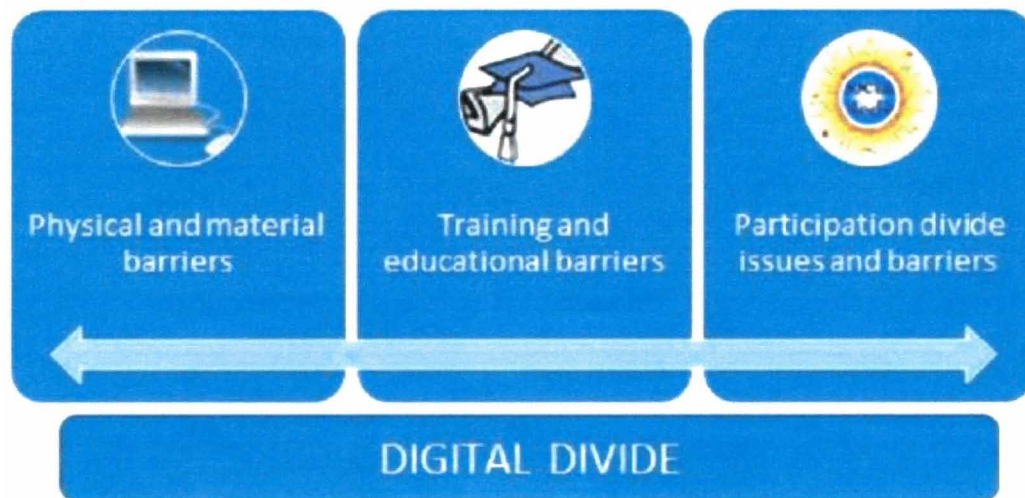 Physical and material
barriers
Training and
educational barriers
Participation divide
issues and barriers
DIGITAL DIVIDE